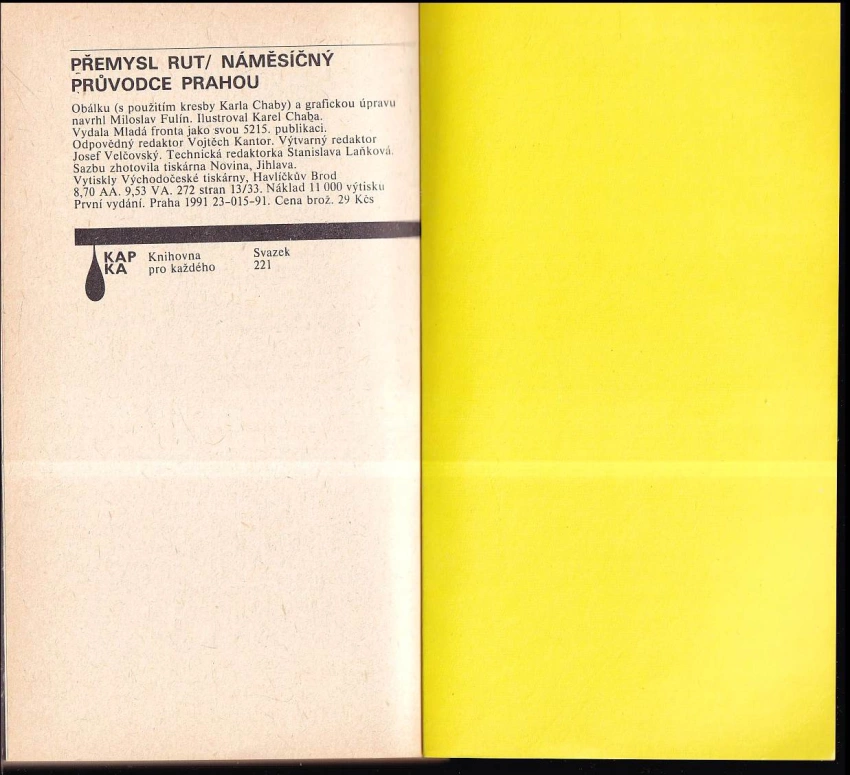 PŘEMYSL RUT/ NÁMĚSÍČNÝ
PRŮVODCE PRAHOU
Obálku (s použitím kresby Karla Chaby) a grafickou úpravu
navrhl Miloslav Fulín. Ilustroval Karel Chaba.
Vydala Mladá fronta jako svou 5215. publikaci.
Odpovědný redaktor Vojtěch Kantor. Výtvarný redaktor
Josef Velčovský. Technická redaktorka Stanislava Laňková.
Sazbu zhotovila tiskárna Novina, Jihlava.
Vytiskly Východočeské tiskárny, Havlíčkův Brod
8,70 AA. 9,53 VA. 272 stran 13/33. Náklad 11 000 výtisku
První vydání. Praha 1991 23-015-91. Cena brož. 29 Kčs
KAP Knihovna Svazek
KA pro každého 221